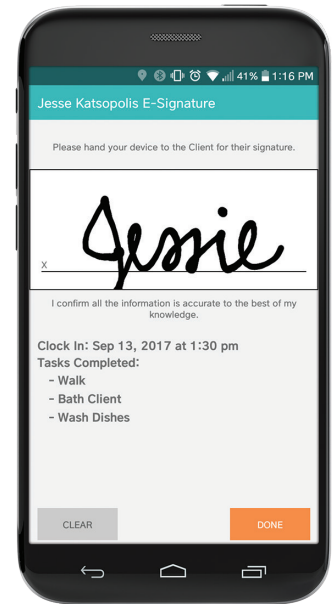 41% 1:16 PM
Jesse Katsopolis E-Signature
Please hand your device to the Client for their signature.
Jessie
X
I confirm all the information is accurate to the best of my
knowledge.
Clock In: Sep 13, 2017 at 1:30 pm
Tasks Completed:
- Walk
- Bath Client
- Wash Dishes
CLEAR DONE